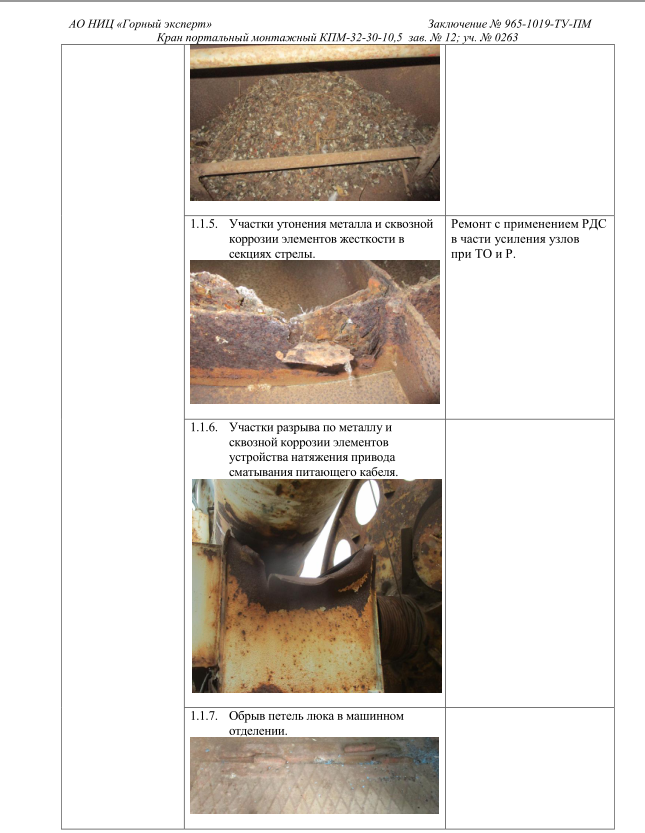 АО НИЦ «Горный эксперт» Заключение № 965-1019-ТУ-ПМ
Кран портальный монтажный КПМ-32-30-10,5 зав. № 12; уч. № 0263
1.1.5. Участки утонения металла и сквозной
коррозии элементов жесткости в
секциях стрелы.
Ремонт с применением РДС
в части усиления узлов
при ТО и Р.
1.1.6. Участки разрыва по металлу и
сквозной коррозии элементов
устройства натяжения привода
сматывания питающего кабеля.
1.1.7. Обрыв петель люка в машинном
отделении.